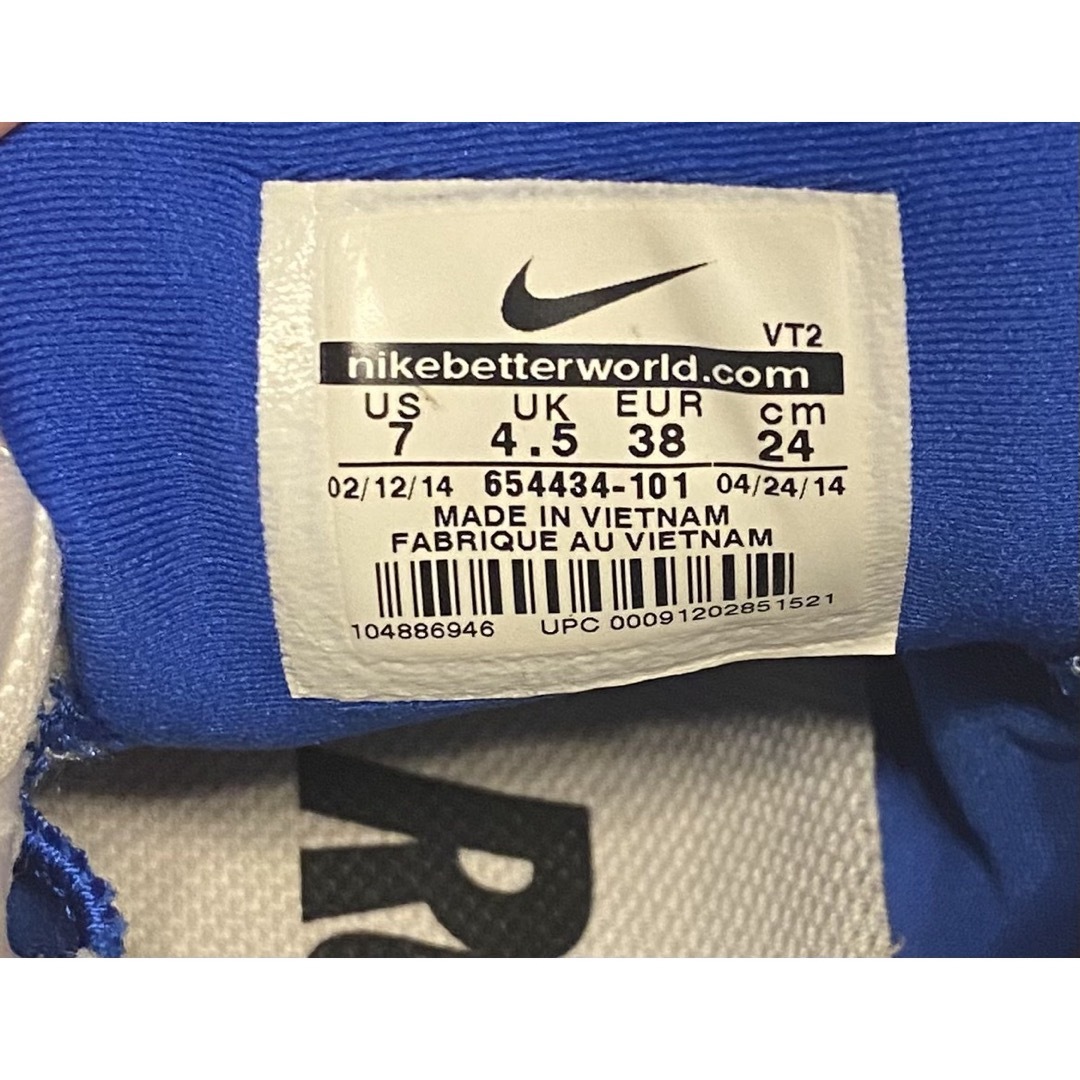 VT2
nikebetterworld.com
US UK EUR cm
7 4.5 38 24
02/12/14 654434-101 04/24/14
MADE IN VIETNAM
FABRIQUE AU VIETNAM
104886946 UPC 00091202851521